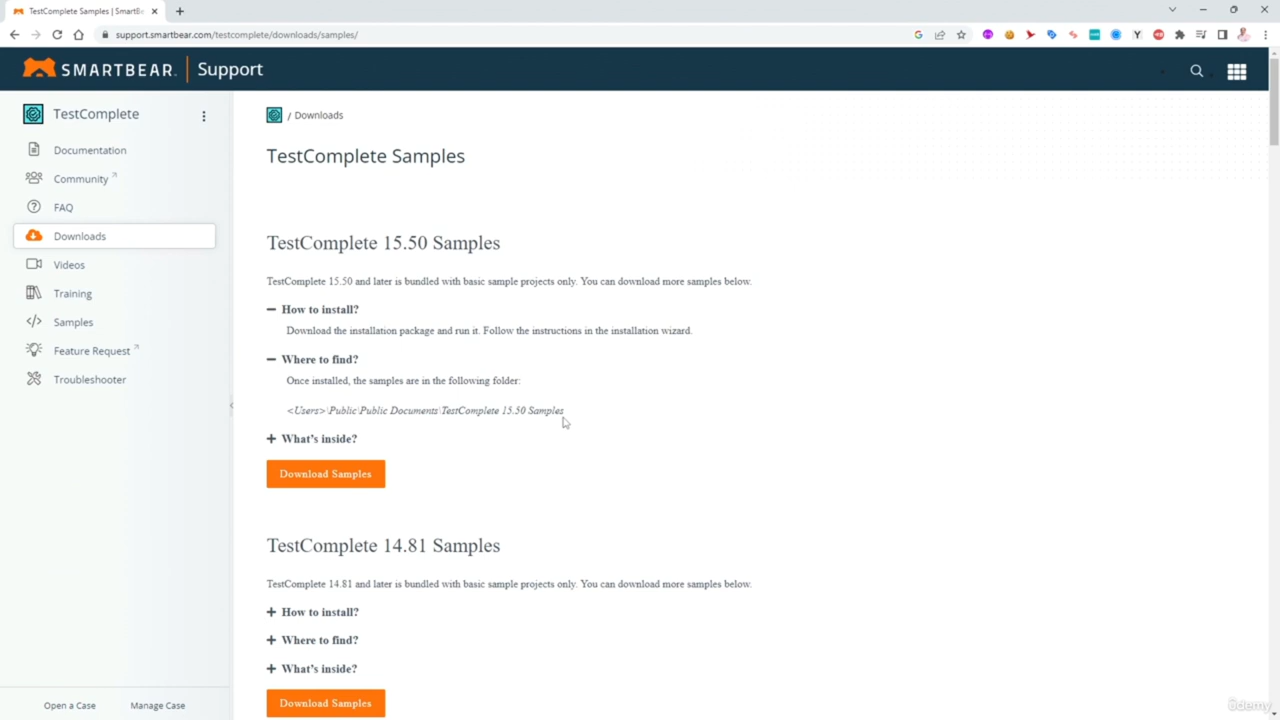 TestComplete Samples | SmartBe
support.smartbear.com/testcomplete/downloads/samples/
SMARTBEAR Support
TestComplete
Documentation
Community
FAQ
Downloads
Videos
Training
Samples
Feature Request
Troubleshooter
Open a Case
Manage Case
/ Downloads
TestComplete Samples
TestComplete 15.50 Samples
TestComplete 15.50 and later is bundled with basic sample projects only. You can download more samples below.
How to install?
Download the installation package and run it. Follow the instructions in the installation wizard.
Where to find?
Once installed, the samples are in the following folder:
<Users>\Public\Public Documents\TestComplete 15.50 Samples
What's inside?
Download Samples
TestComplete 14.81 Samples
TestComplete 14.81 and later is bundled with basic sample projects only. You can download more samples below.
How to install?
Where to find?
What's inside?
Download Samples
ûdemy